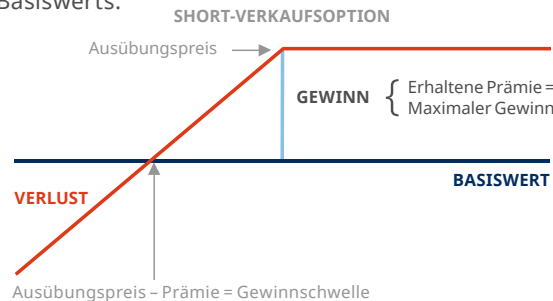 Basiswerts.
SHORT-VERKAUFSOPTION
Ausübungspreis
GEWINN { Erhaltene Prämie =
Maximaler Gewinn
BASISWERT
VERLUST
Ausübungspreis – Prämie = Gewinnschwelle